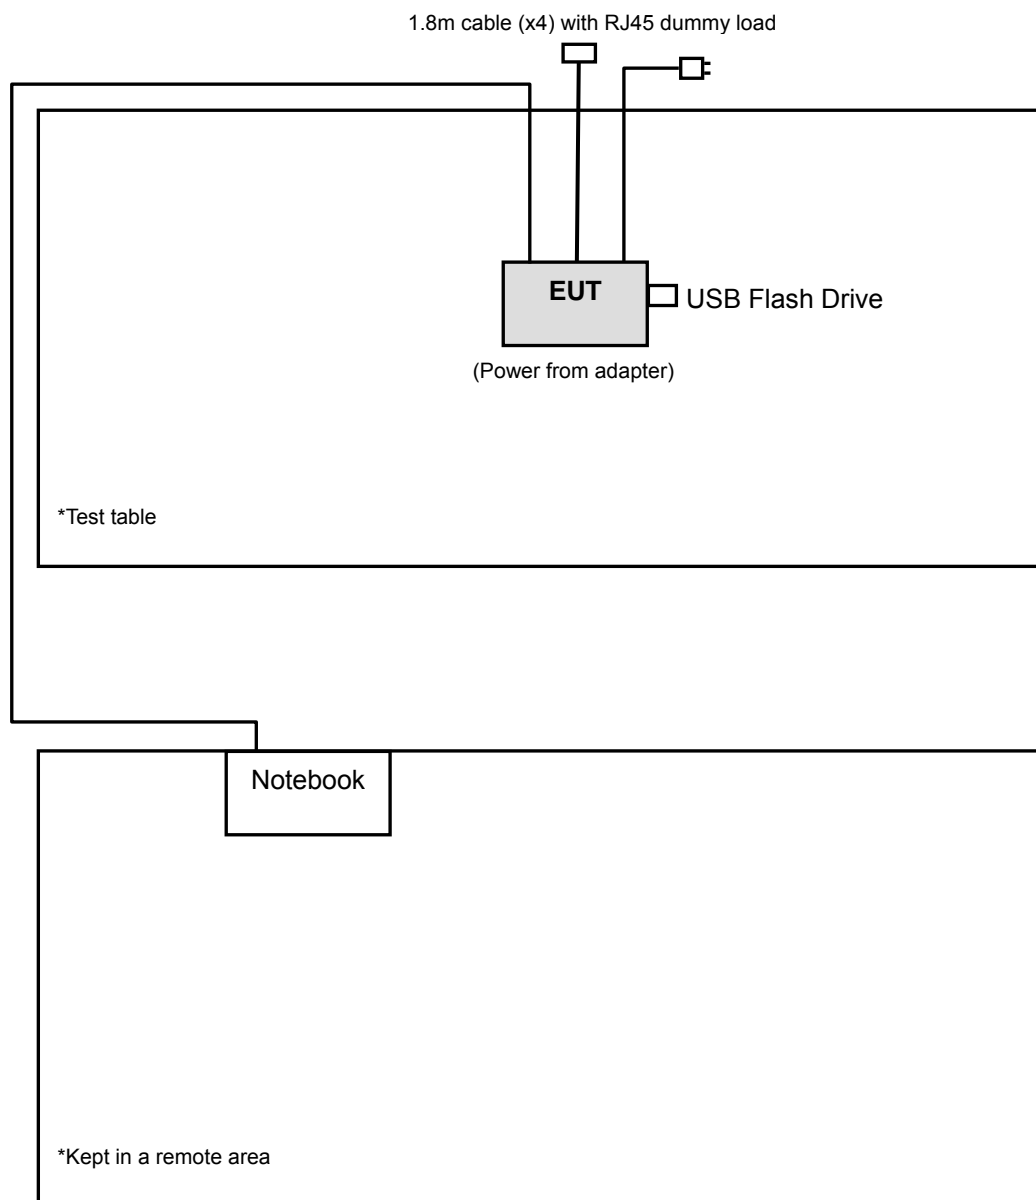 1.8m cable (x4) with RJ45 dummy load
EUT
USB Flash Drive
(Power from adapter)
*Test table
Notebook
*Kept in a remote area